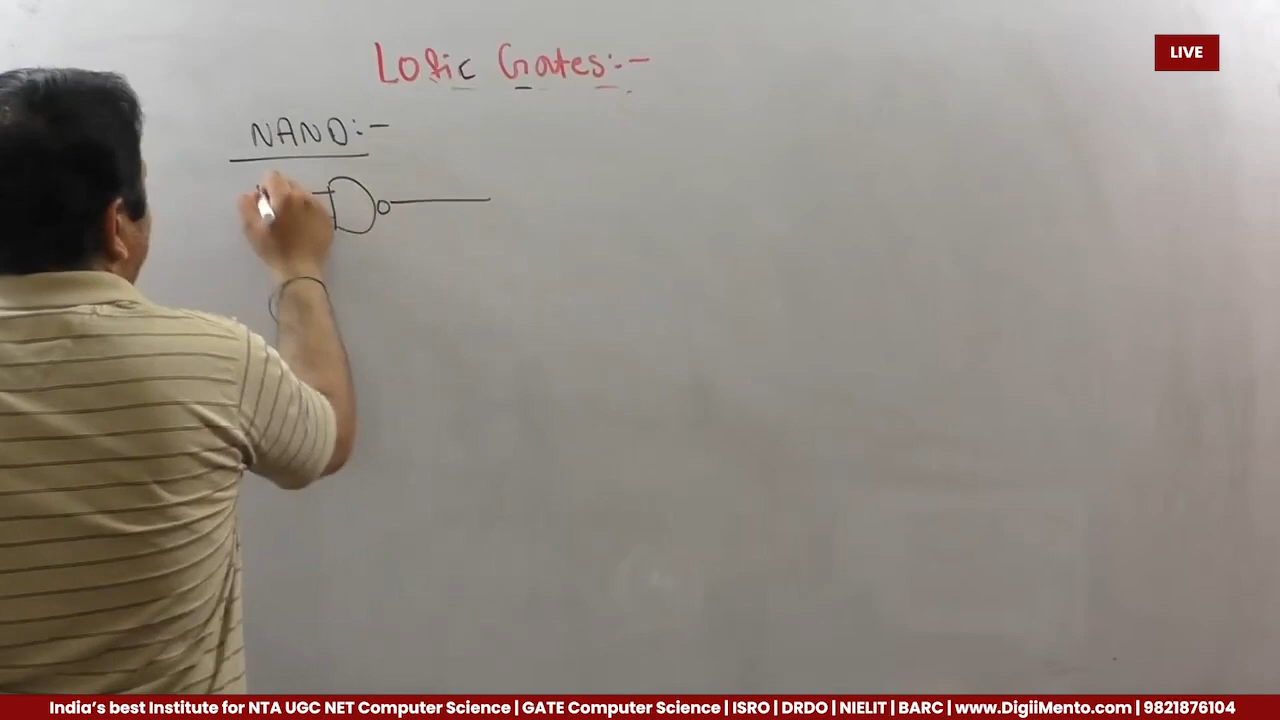 Logic Gates:-
LIVE
NAND:-
India's best Institute for NTA UGC NET Computer Science | GATE Computer Science | ISRO | DRDO | NIELIT | BARC | www.DigiiMento.com | 9821876104